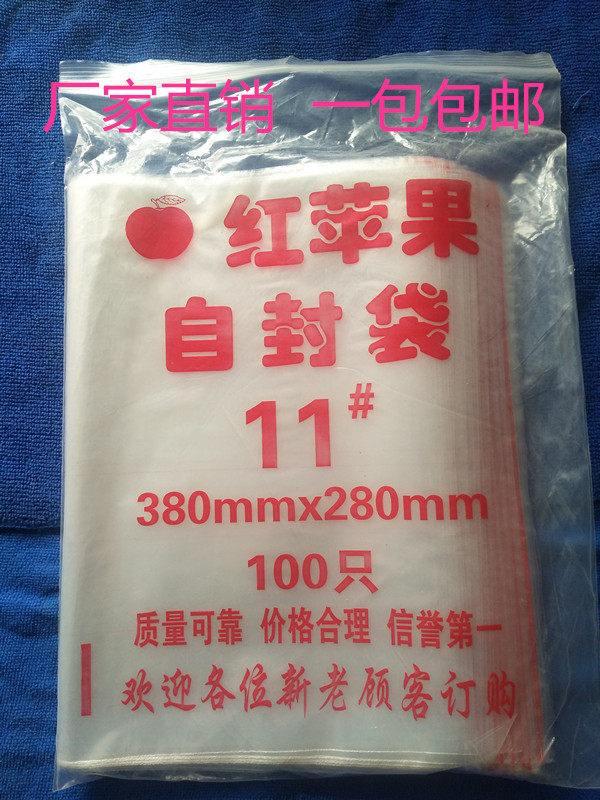 厂家直销 一包包邮
红苹果
自封袋
11#
380mmx280mm
100只
质量可靠 价格合理 信誉第一
欢迎各位新老顾客订购